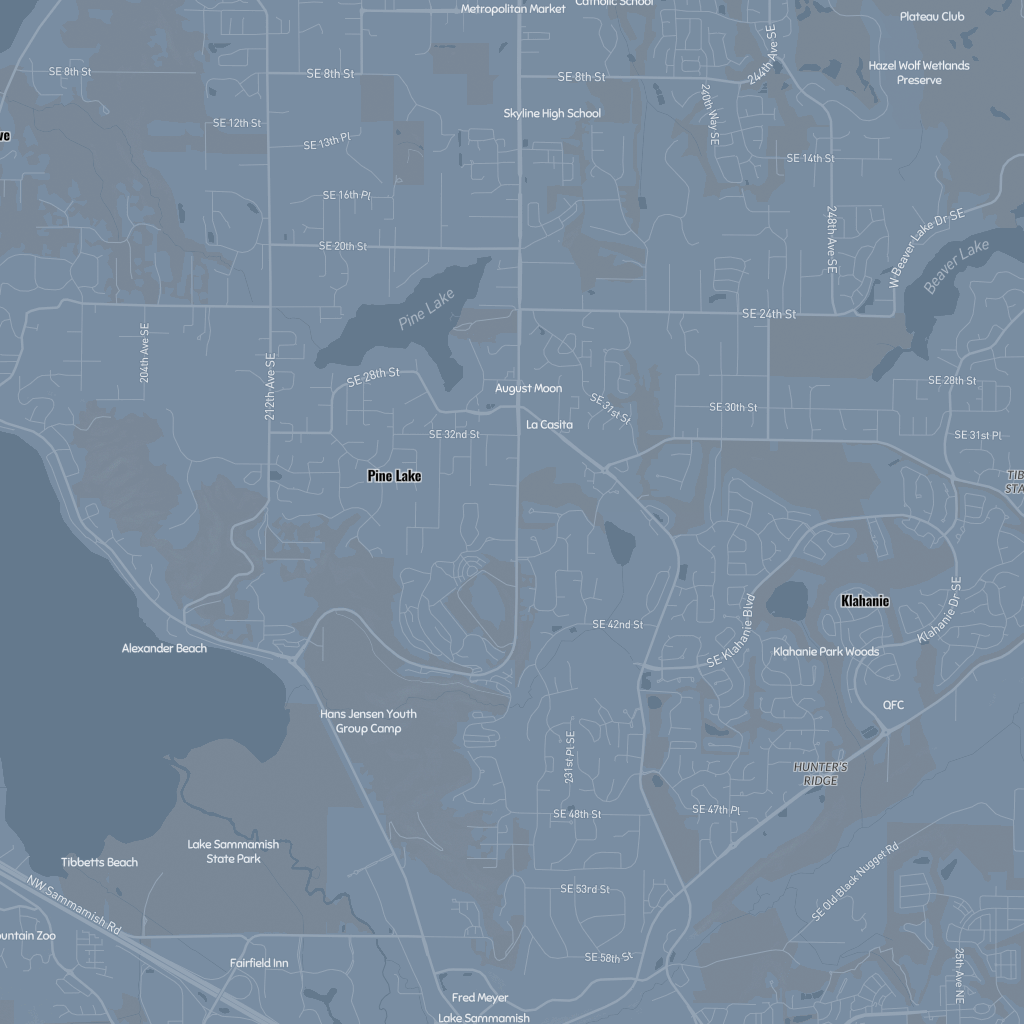 Metropolitan Market
Catholic School
Plateau Club
SE 8th St
SE 8th St
SE 8th St
244th Ave SE
Hazel Wolf Wetlands
Preserve
240th Way SE
Skyline High School
SE 12th St
SE 13th Pl
SE 14th St
SE 16th Pl
248th Ave SE
W Beaver Lake Dr SE
SE 20th St
Beaver Lake
Pine Lake
SE 24th St
204th Ave SE
212th Ave SE
SE 28th St
August Moon
SE 28th St
SE 31st St
SE 30th St
La Casita
SE 32nd St
SE 31st Pl
Pine Lake
Klahanie
Klahanie Dr SE
SE 42nd St
SE Klahanie Blvd
Alexander Beach
Klahanie Park Woods
QFC
Hans Jensen Youth
Group Camp
231st Pl SE
HUNTER'S
RIDGE
SE 47th Pl
SE 48th St
Lake Sammamish
State Park
Tibbetts Beach
SE Old Black Nugget Rd
NW Sammamish Rd
SE 53rd St
untain Zoo
Fairfield Inn
SE 58th St
25th Ave NE
Fred Meyer
Lake Sammamish